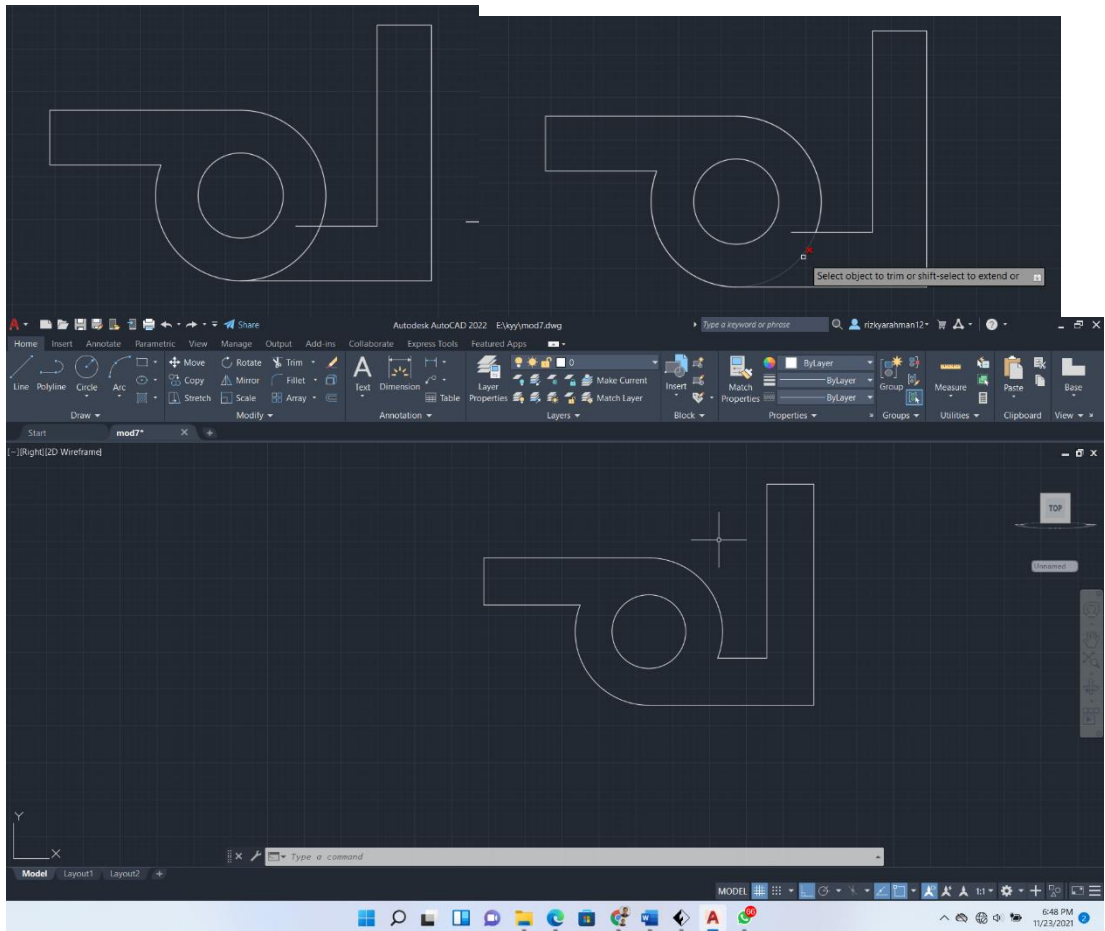 Select object to trim or shift-select to extend or
Share
Autodesk AutoCAD 2022 E:\kyy\mod7.dwg
Type a keyword or phrase
rizkyarahman12
Home Insert Annotate Parametric View Manage Output Add-ins Collaborate Express Tools Featured Apps
Line Polyline Circle Arc
Move Rotate Trim
Copy Mirror Fillet
Stretch Scale Array
Text Dimension Table
Layer Properties
0
Make Current
Match Layer
Insert
Match Properties
ByLayer
ByLayer
ByLayer
Group
Measure
Paste
Base
Draw Modify Annotation Layers Block Properties Groups Utilities Clipboard View
Start mod7*
[−][Right][2D Wireframe]
TOP
Unnamed
Y
X
Type a command
Model Layout1 Layout2
MODEL 1:1
A
66
6:48 PM
11/23/2021
2